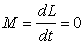 M = dL/dt = 0